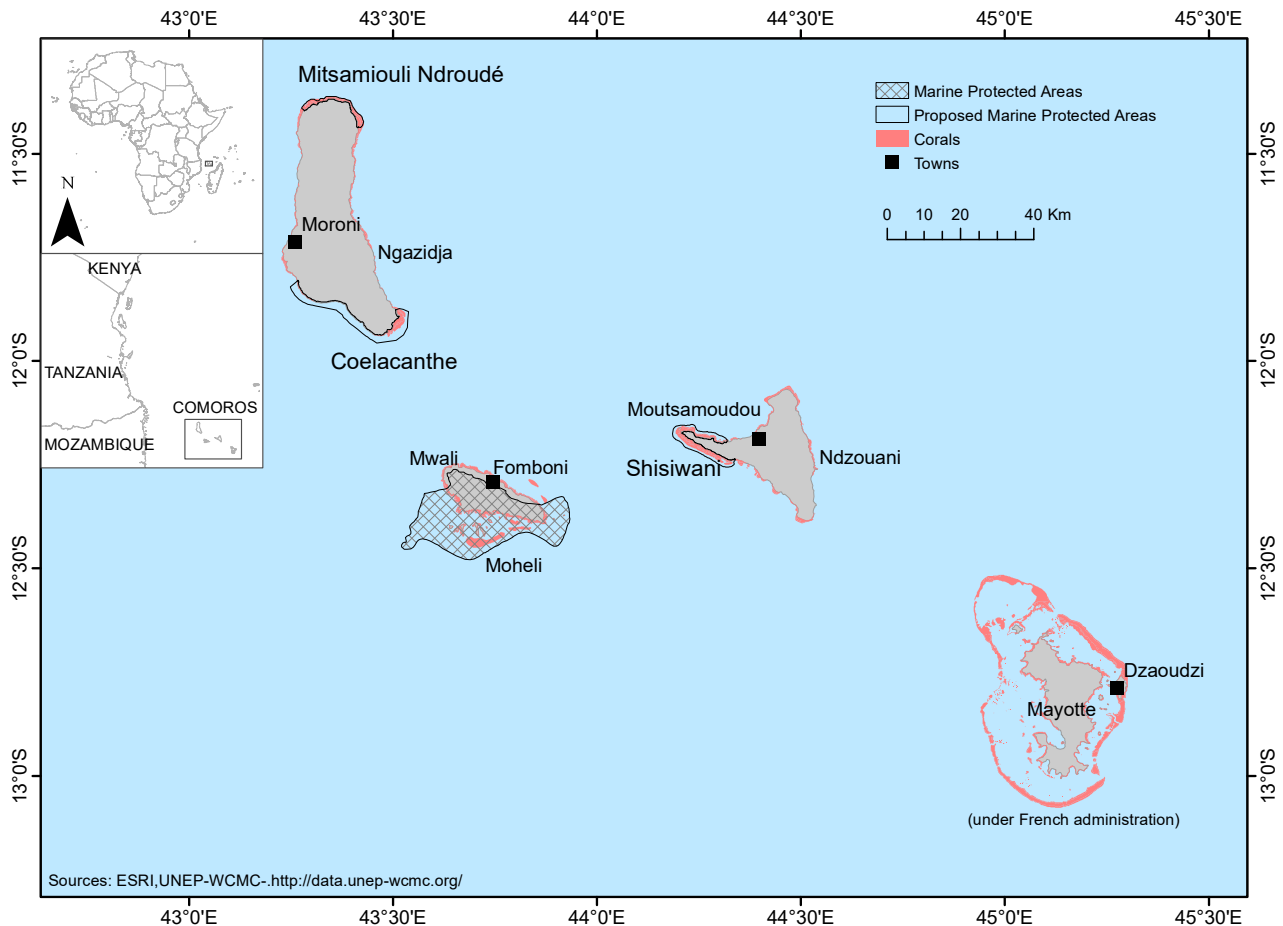 43°0'E
43°30'E
44°0'E
44°30'E
45°0'E
45°30'E
Mitsamiouli Ndroudé
Marine Protected Areas
Proposed Marine Protected Areas
Corals
Towns
11°30'S
11°30'S
N
0 10 20 40 Km
Moroni
Ngazidja
KENYA
TANZANIA
COMOROS
MOZAMBIQUE
Coelacanthe
12°0'S
12°0'S
Moutsamoudou
Shisiwani
Ndzouani
Mwali
Fomboni
Moheli
12°30'S
12°30'S
Dzaoudzi
Mayotte
13°0'S
13°0'S
(under French administration)
Sources: ESRI,UNEP-WCMC-.http://data.unep-wcmc.org/
43°0'E
43°30'E
44°0'E
44°30'E
45°0'E
45°30'E